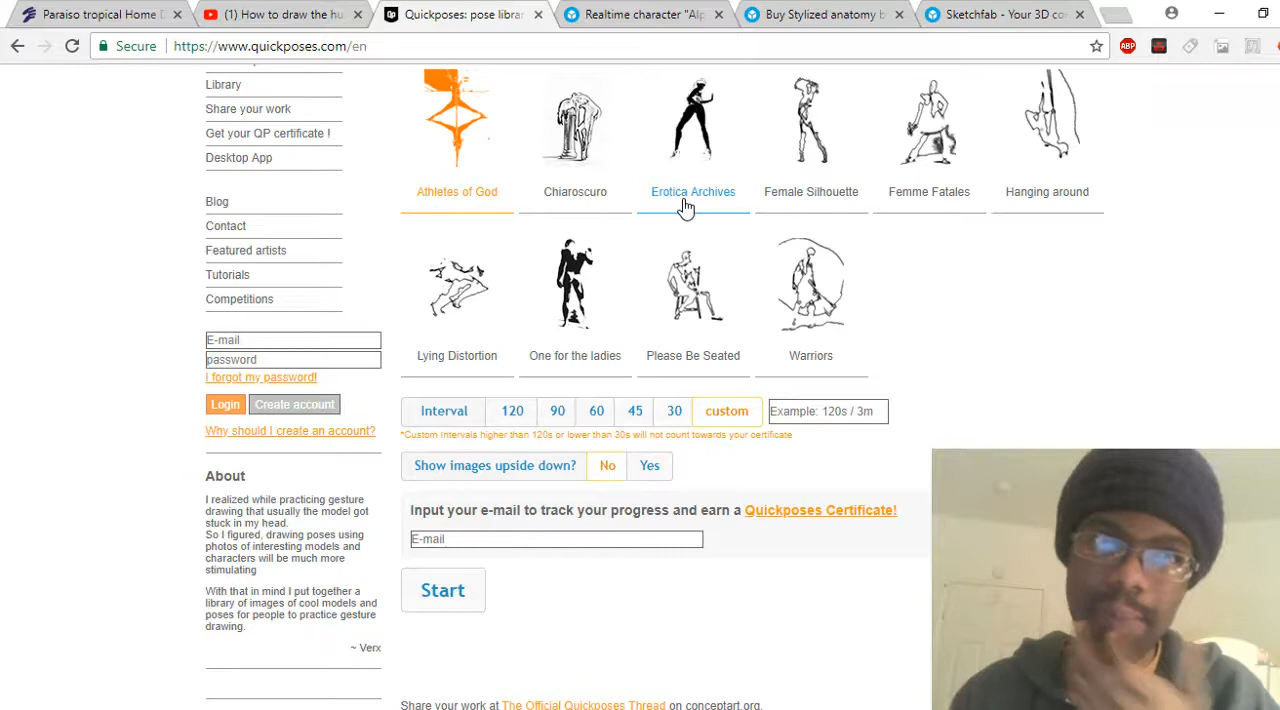 Paraiso tropical Home D
(1) How to draw the hu
Quickposes: pose librar
Realtime character "Alp
Buy Stylized anatomy b
Sketchfab - Your 3D co
Secure
https://www.quickposes.com/en
ABP
Library
Share your work
Get your QP certificate !
Desktop App
Blog
Contact
Featured artists
Tutorials
Competitions
E-mail
password
I forgot my password!
Login
Create account
Why should I create an account?
About
I realized while practicing gesture
drawing that usually the model got
stuck in my head.
So I figured, drawing poses using
photos of interesting models and
characters will be much more
stimulating
With that in mind I put together a
library of images of cool models and
poses for people to practice gesture
drawing.
~ Verx
Athletes of God
Chiaroscuro
Erotica Archives
Female Silhouette
Femme Fatales
Hanging around
Lying Distortion
One for the ladies
Please Be Seated
Warriors
Interval 120 90 60 45 30 custom Example: 120s / 3m
*Custom intervals higher than 120s or lower than 30s will not count towards your certificate
Show images upside down? No Yes
Input your e-mail to track your progress and earn a Quickposes Certificate!
E-mail
Start
Share your work at The Official Quickposes Thread on conceptart.org.